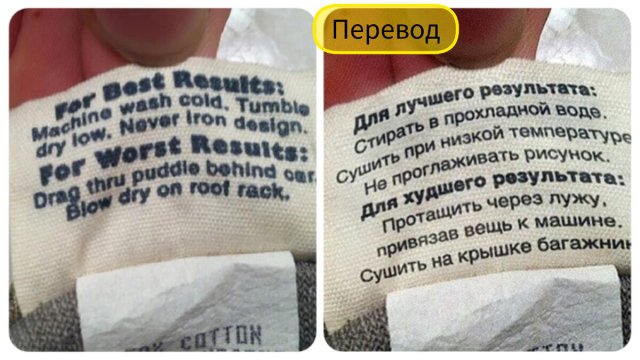 For Best Results:
Machine wash cold. Tumble
dry low. Never Iron design.
For Worst Results:
Drag thru puddle behind car.
Blow dry on roof rack.
COTTON
Перевод
Для лучшего результата:
Стирать в прохладной воде.
Сушить при низкой температуре
Не проглаживать рисунок.
Для худшего результата:
Протащить через лужу,
привязав вещь к машине.
Сушить на крышке багажник